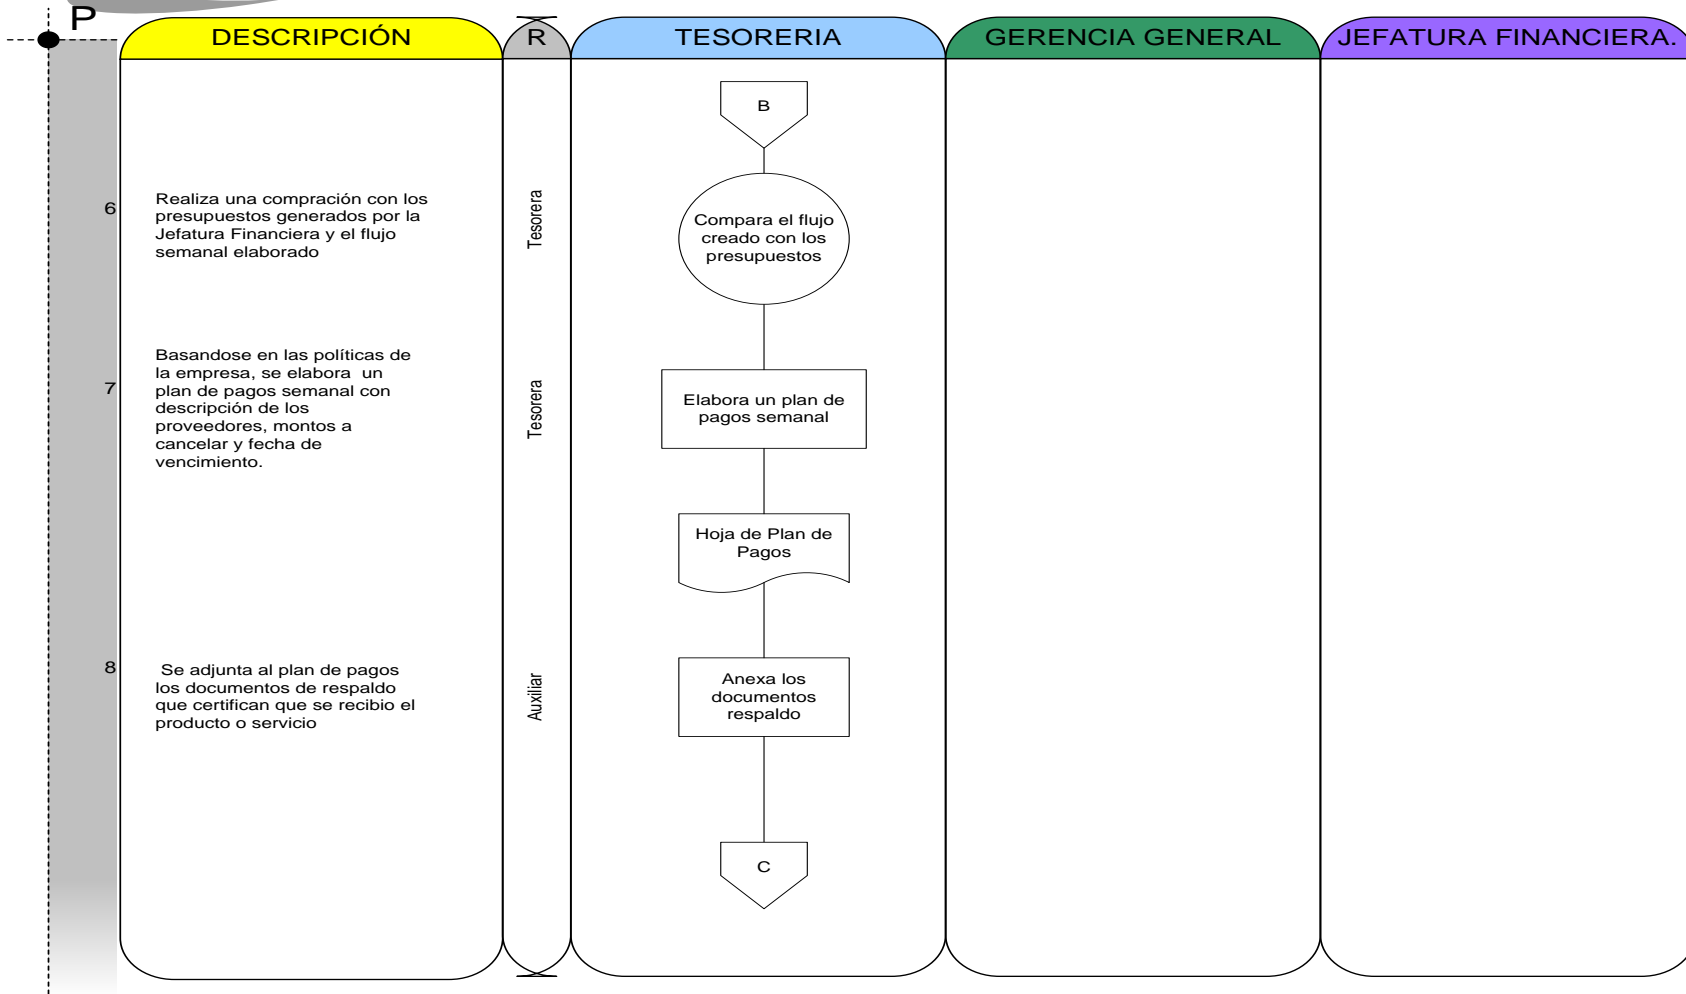 P
DESCRIPCIÓN
R
TESORERIA
GERENCIA GENERAL
JEFATURA FINANCIERA.
B
6
Realiza una compración con los
presupuestos generados por la
Jefatura Financiera y el flujo
semanal elaborado
Tesorera
Compara el flujo
creado con los
presupuestos
7
Basandose en las políticas de
la empresa, se elabora un
plan de pagos semanal con
descripción de los
proveedores, montos a
cancelar y fecha de
vencimiento.
Tesorera
Elabora un plan de
pagos semanal
Hoja de Plan de
Pagos
8
Se adjunta al plan de pagos
los documentos de respaldo
que certifican que se recibio el
producto o servicio
Auxiliar
Anexa los
documentos
respaldo
C